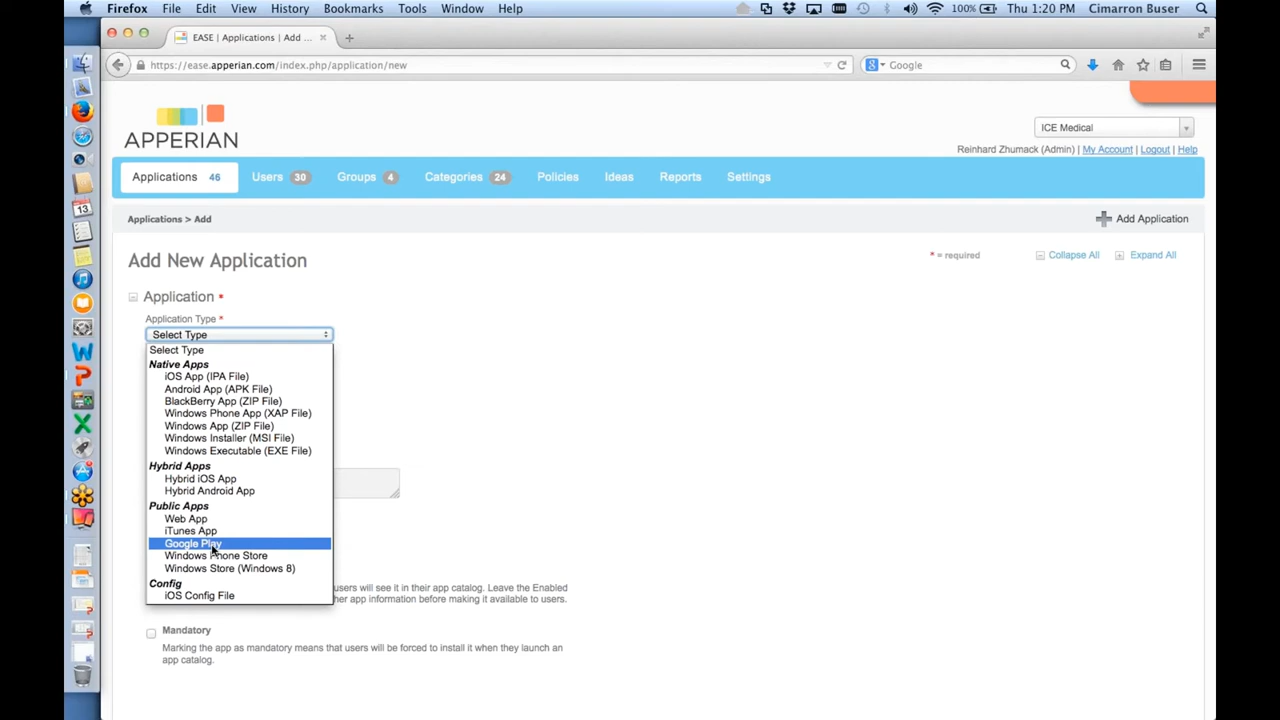 Firefox File Edit View History Bookmarks Tools Window Help 100% Thu 1:20 PM Cimarron Buser
EASE | Applications | Add ...
https://ease.apperian.com/index.php/application/new Google
APPERIAN
ICE Medical
Reinhard Zhumack (Admin) | My Account | Logout | Help
Applications 46 Users 30 Groups 4 Categories 24 Policies Ideas Reports Settings
Applications > Add Add Application
Add New Application * = required Collapse All Expand All
Application *
Application Type *
Select Type
Select Type
Native Apps
iOS App (IPA File)
Android App (APK File)
BlackBerry App (ZIP File)
Windows Phone App (XAP File)
Windows App (ZIP File)
Windows Installer (MSI File)
Windows Executable (EXE File)
Hybrid Apps
Hybrid iOS App
Hybrid Android App
Public Apps
Web App
iTunes App
Google Play
Windows Phone Store
Windows Store (Windows 8)
Config
iOS Config File
users will see it in their app catalog. Leave the Enabled
her app information before making it available to users.
Mandatory
Marking the app as mandatory means that users will be forced to install it when they launch an
app catalog.